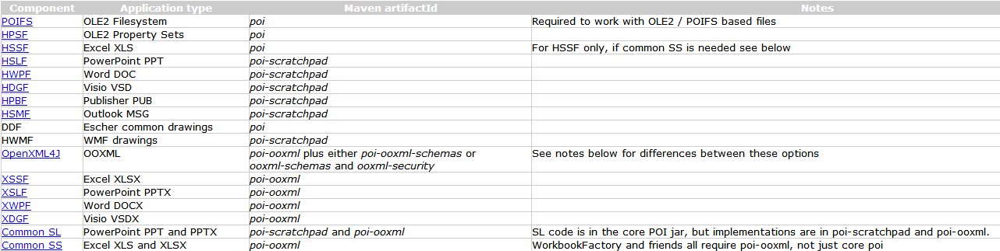 Component Application type Maven artifactId Notes
POIFS OLE2 Filesystem poi Required to work with OLE2 / POIFS based files
HPSF OLE2 Property Sets poi
HSSF Excel XLS poi For HSSF only, if common SS is needed see below
HSLF PowerPoint PPT poi-scratchpad
HWPF Word DOC poi-scratchpad
HDGF Visio VSD poi-scratchpad
HPBF Publisher PUB poi-scratchpad
HSMF Outlook MSG poi-scratchpad
DDF Escher common drawings poi
HWMF WMF drawings poi-scratchpad
OpenXML4J OOXML poi-ooxml plus either poi-ooxml-schemas or See notes below for differences between these options
ooxml-schemas and ooxml-security
XSSF Excel XLSX poi-ooxml
XSLF PowerPoint PPTX poi-ooxml
XWPF Word DOCX poi-ooxml
XDGF Visio VSDX poi-ooxml
Common SL PowerPoint PPT and PPTX poi-scratchpad and poi-ooxml SL code is in the core POI jar, but implementations are in poi-scratchpad and poi-ooxml.
Common SS Excel XLS and XLSX poi-ooxml WorkbookFactory and friends all require poi-ooxml, not just core poi